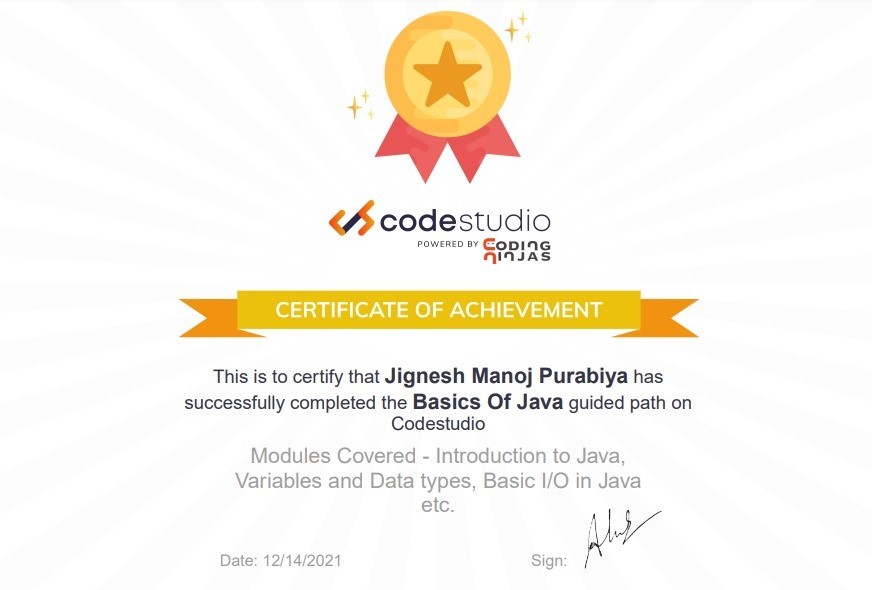 codestudio
POWERED BY CODING NINJAS
CERTIFICATE OF ACHIEVEMENT
This is to certify that Jignesh Manoj Purabiya has
successfully completed the Basics Of Java guided path on
Codestudio
Modules Covered - Introduction to Java,
Variables and Data types, Basic I/O in Java
etc.
Date: 12/14/2021 Sign: